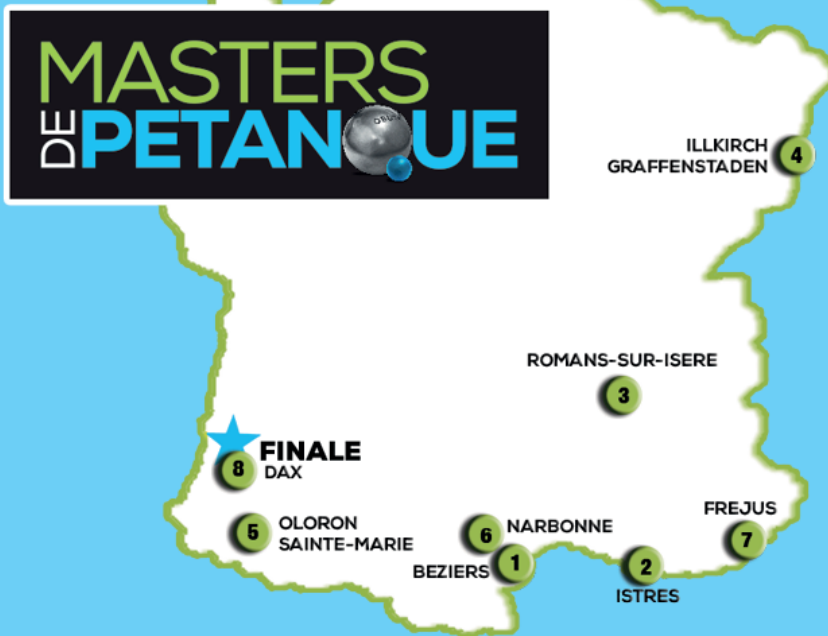 MASTERS
DE PETANQUE
OBUT
ILLKIRCH
GRAFFENSTADEN
4
ROMANS-SUR-ISERE
3
FINALE
8
DAX
5
OLORON
SAINTE-MARIE
6
NARBONNE
BEZIERS
1
2
ISTRES
FREJUS
7